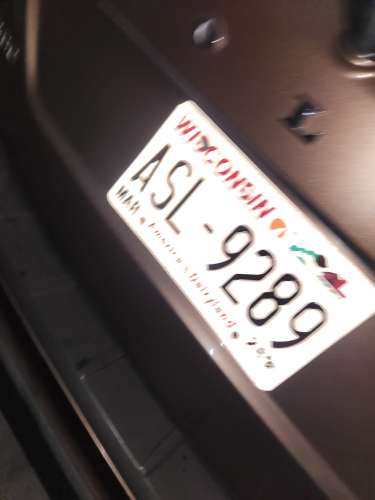 WISCONSIN
ASL-9289
MAR America's Dairyland